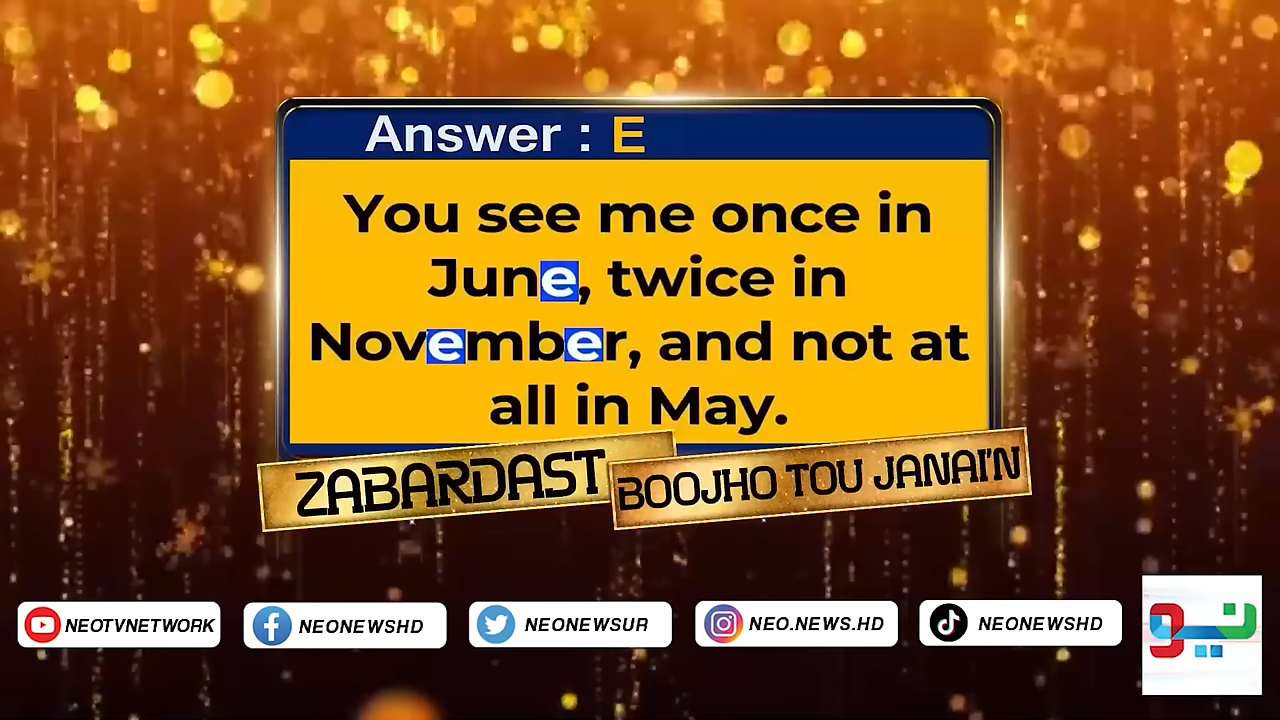 Answer : E
You see me once in
June, twice in
November, and not at
all in May.
ZABARDAST
BOOJHO TOU JANAI'N
NEOTVNETWORK
NEONEWSHD
NEONEWSUR
NEO.NEWS.HD
NEONEWSHD
نیو